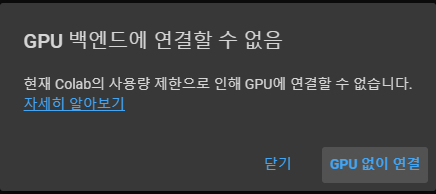 GPU 백엔드에 연결할 수 없음
현재 Colab의 사용량 제한으로 인해 GPU에 연결할 수 없습니다.
자세히 알아보기
닫기
GPU 없이 연결